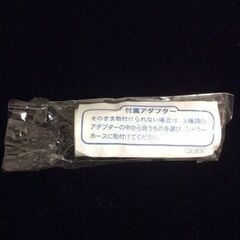 付属アダプター
そのまま取付けられない場合は、3種類の
アダプターの中から合うものを選び、シャワー
ホースに取付けてください。